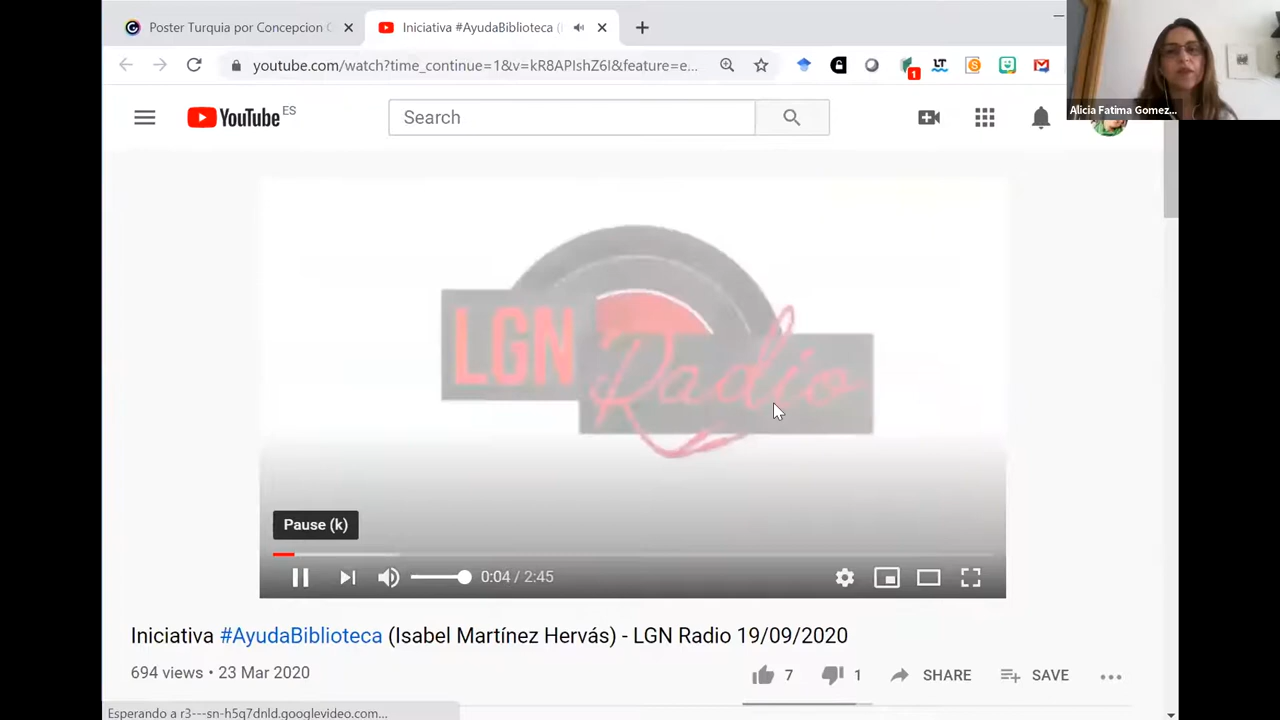 Poster Turquia por Concepcion G
Iniciativa #AyudaBiblioteca (
youtube.com/watch?time_continue=1&v=kR8APIshZ6I&feature=e...
1
LT
S
Alicia Fatima Gomez...
YouTube ES
Search
LGN
Radio
Pause (k)
0:04 / 2:45
Iniciativa #AyudaBiblioteca (Isabel Martínez Hervás) - LGN Radio 19/09/2020
694 views • 23 Mar 2020
7
1
SHARE
SAVE
Esperando a r3---sn-h5q7dnld.googlevideo.com...